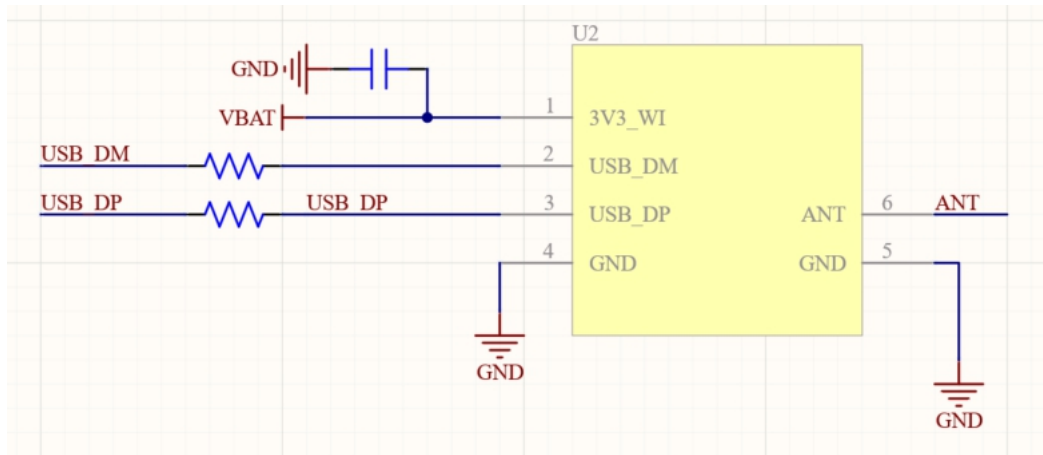 U2
GND
1
VBAT
3V3_WI
USB_DM
2
USB_DM
USB_DP
USB_DP
3
USB_DP
ANT
6
ANT
4
GND
GND
5
GND
GND